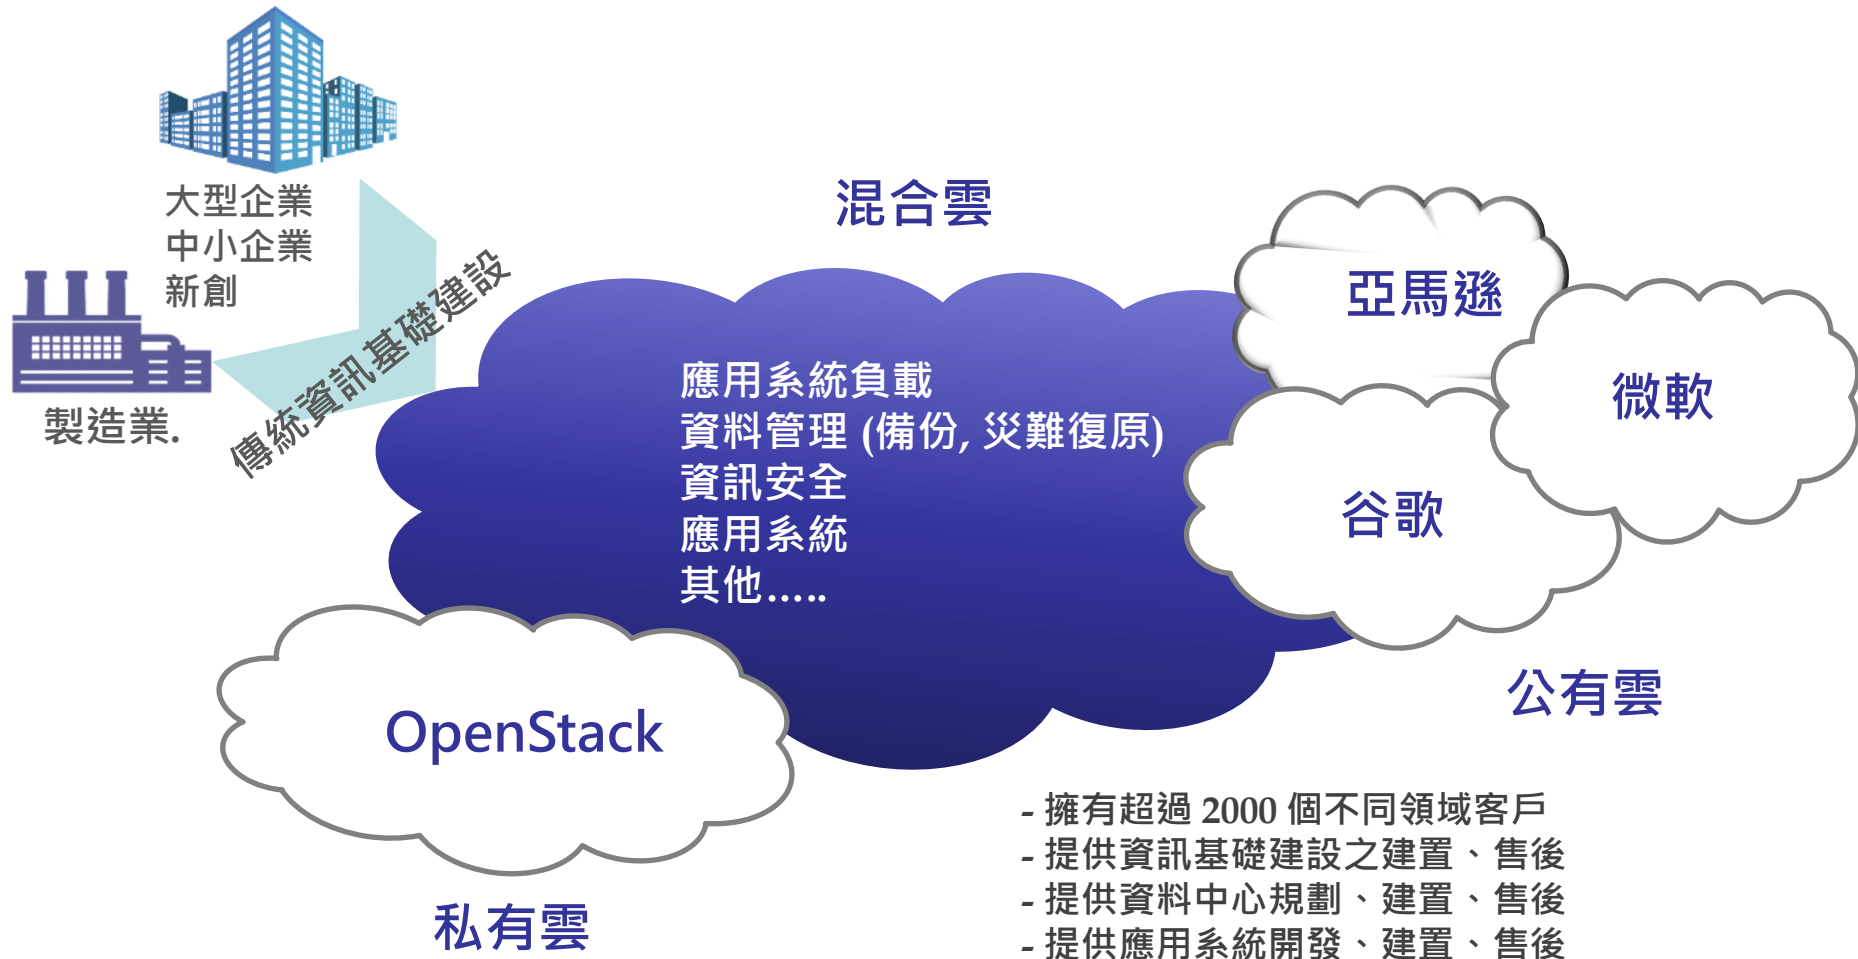 大型企業
中小企業
新創
製造業.
傳統資訊基礎建設
混合雲
應用系統負載
資料管理 (備份, 災難復原)
資訊安全
應用系統
其他.....
亞馬遜
微軟
谷歌
公有雲
OpenStack
私有雲
- 擁有超過 2000 個不同領域客戶
- 提供資訊基礎建設之建置、售後
- 提供資料中心規劃、建置、售後
- 提供應用系統開發、建置、售後